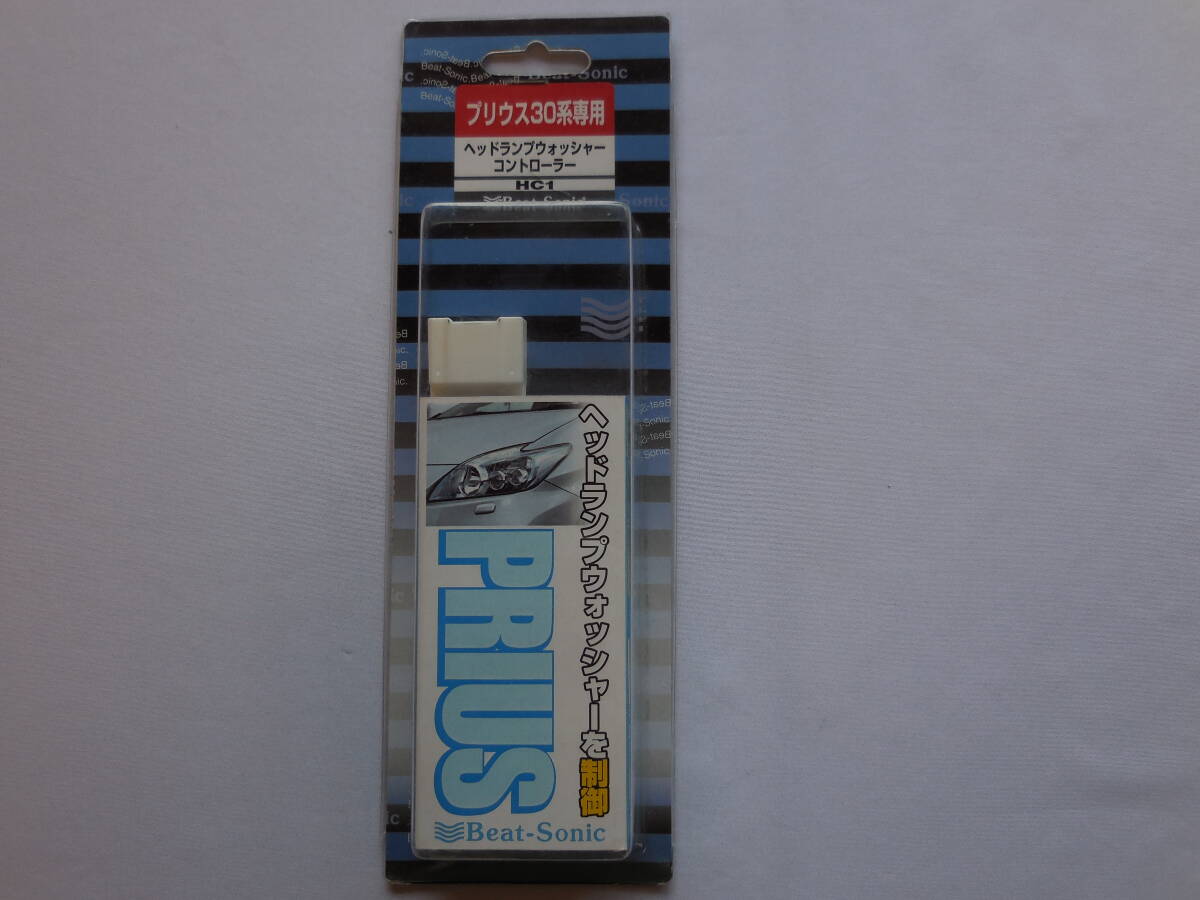 Beat-Sonic
プリウス30系専用
ヘッドランプウォッシャー
コントローラー
HC1
Beat-Sonic
ヘッドランプウォッシャーを制御
PRIUS
Beat-Sonic